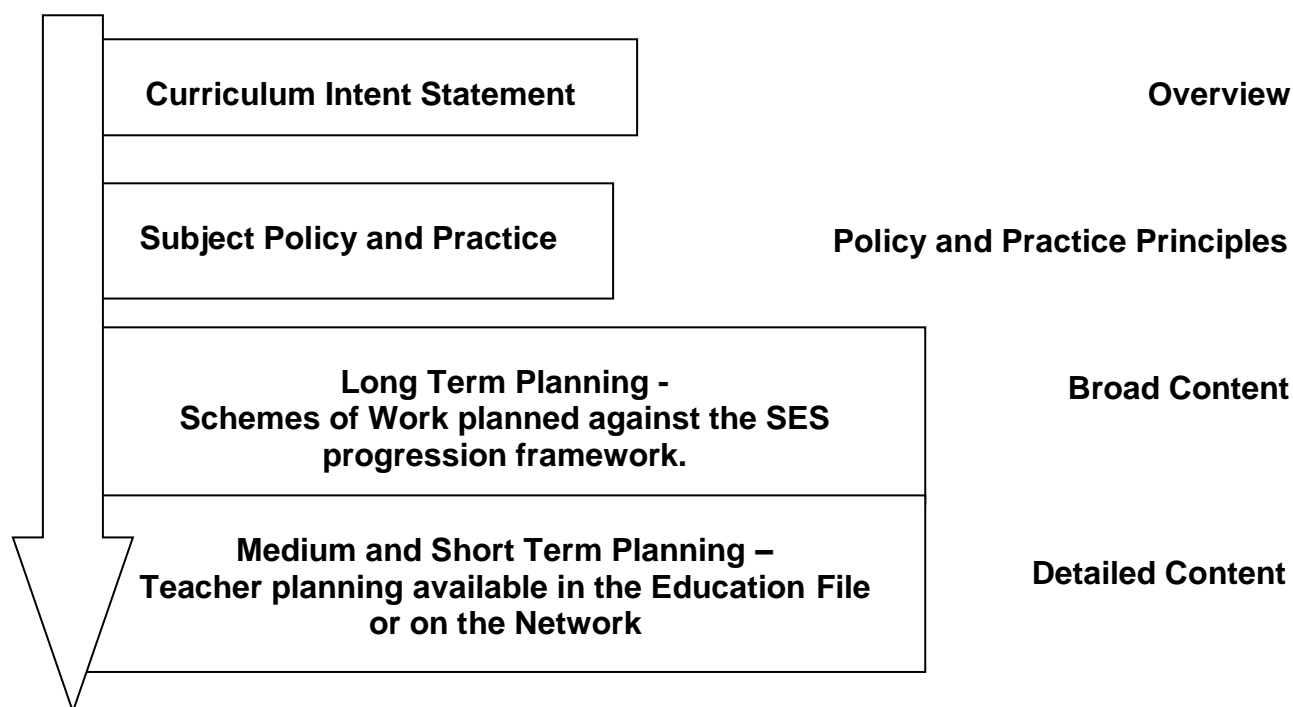 Curriculum Intent Statement
Overview
Subject Policy and Practice
Policy and Practice Principles
Long Term Planning -
Schemes of Work planned against the SES
progression framework.
Broad Content
Medium and Short Term Planning –
Teacher planning available in the Education File
or on the Network
Detailed Content